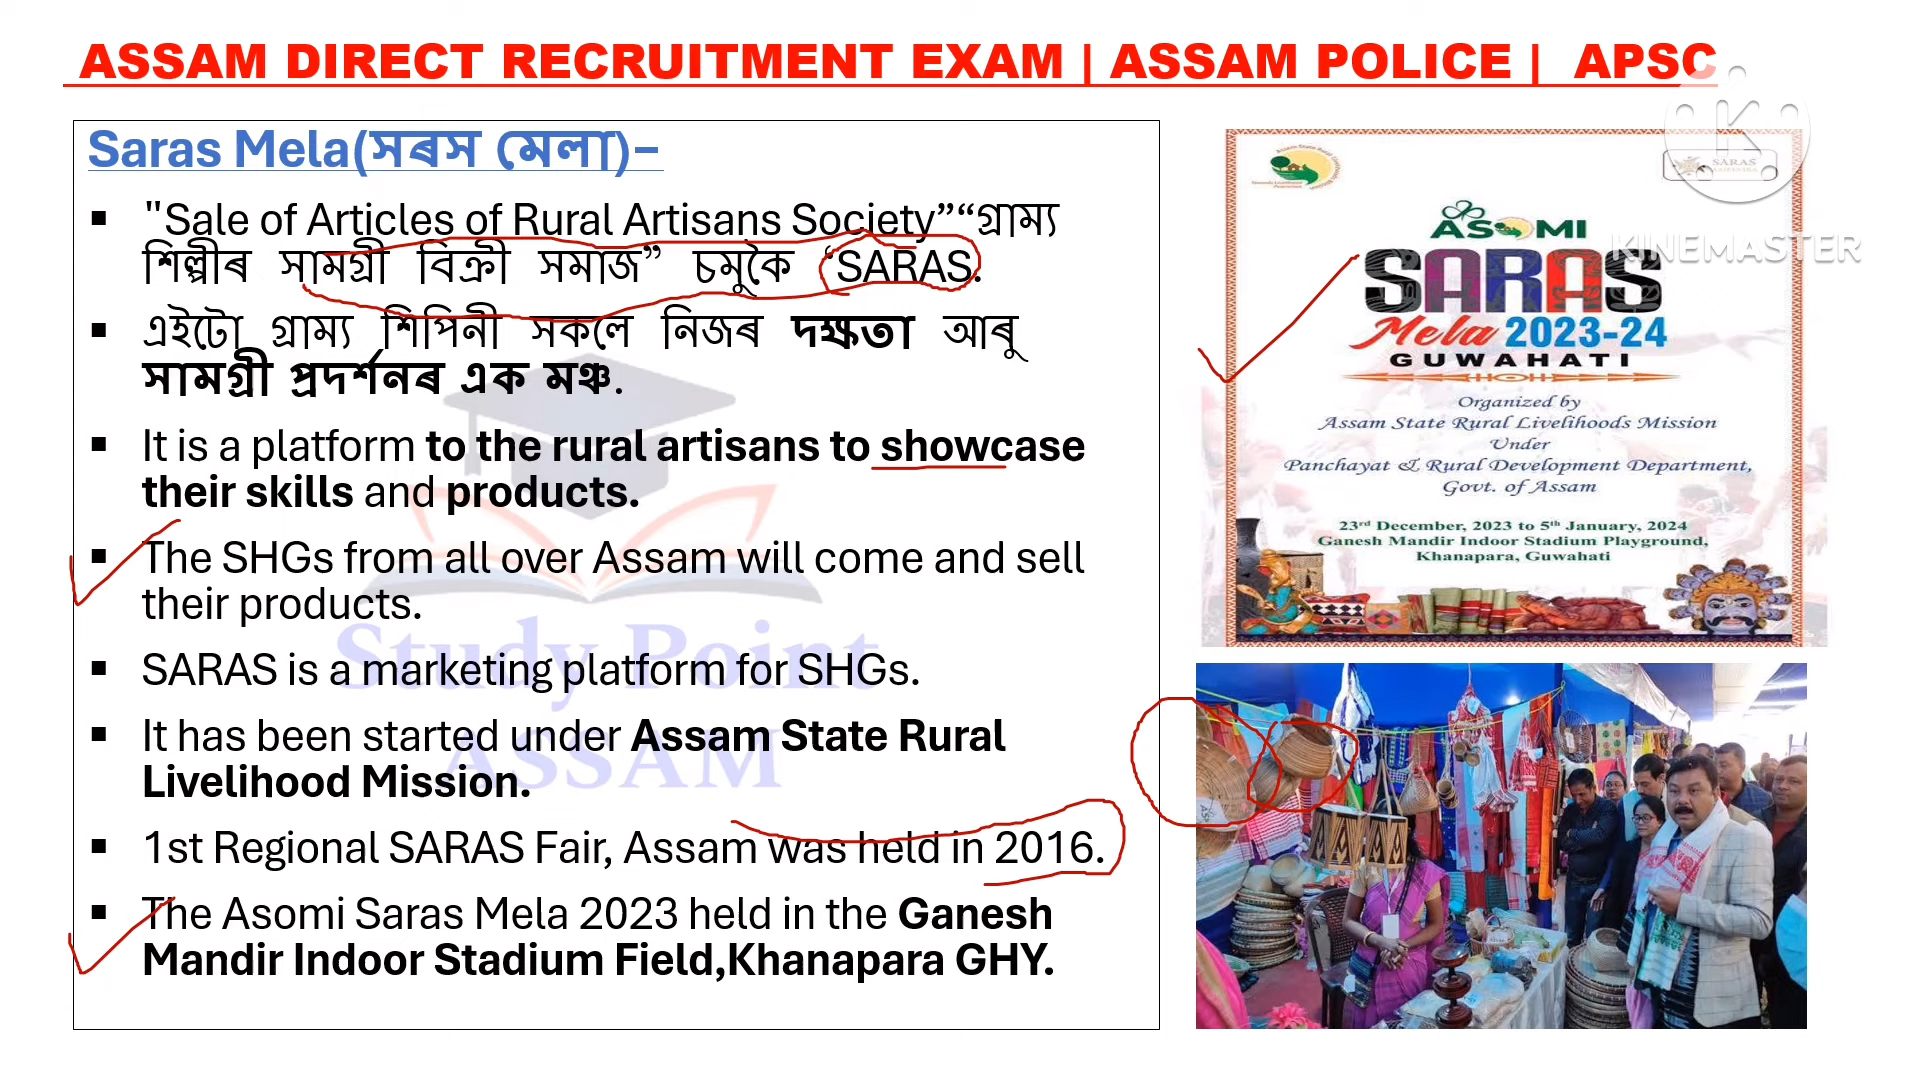 ASSAM DIRECT RECRUITMENT EXAM | ASSAM POLICE | APSC
Saras Mela(সৰস মেলা)–
"Sale of Articles of Rural Artisans Society”“গ্ৰাম্য
শিল্পীৰ সামগ্ৰী বিক্ৰী সমাজ” চমুকৈ ‘SARAS.
এইটো গ্ৰাম্য শিপিনী সকলে নিজৰ দক্ষতা আৰু
সামগ্ৰী প্ৰদৰ্শনৰ এক মঞ্চ.
It is a platform to the rural artisans to showcase
their skills and products.
The SHGs from all over Assam will come and sell
their products.
SARAS is a marketing platform for SHGs.
It has been started under Assam State Rural
Livelihood Mission.
1st Regional SARAS Fair, Assam was held in 2016.
The Asomi Saras Mela 2023 held in the Ganesh
Mandir Indoor Stadium Field,Khanapara GHY.
Study Point
ASSAM
K
KINEMASTER
SARAS
ASOMI
SARAS
Mela 2023-24
GUWAHATI
Organized by
Assam State Rural Livelihoods Mission
Under
Panchayat & Rural Development Department,
Govt. of Assam
23rd December, 2023 to 5th January, 2024
Ganesh Mandir Indoor Stadium Playground,
Khanapara, Guwahati